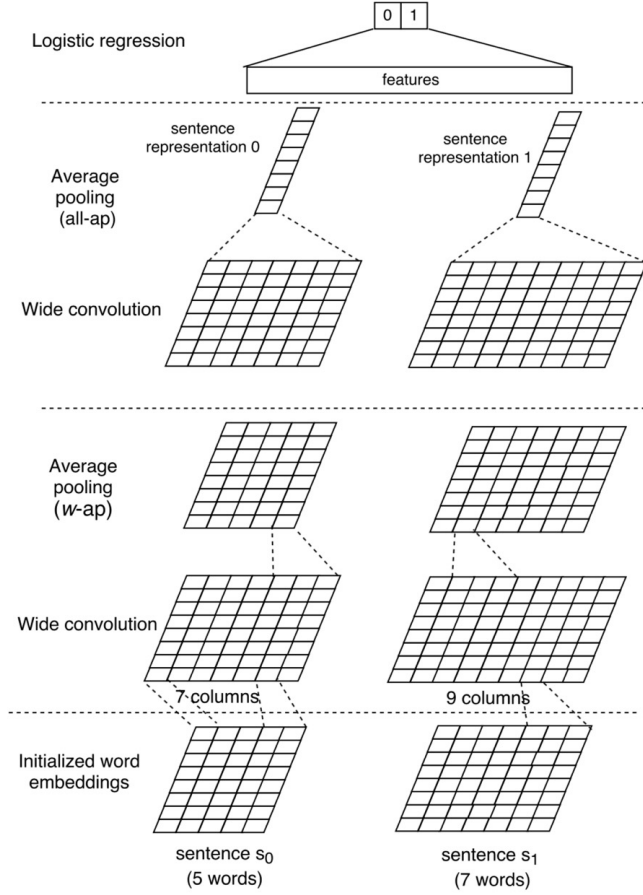 0 1
Logistic regression
features
sentence
representation 0
sentence
representation 1
Average
pooling
(all-ap)
Wide convolution
Average
pooling
(w-ap)
Wide convolution
7 columns
9 columns
Initialized word
embeddings
sentence s₀
(5 words)
sentence s₁
(7 words)